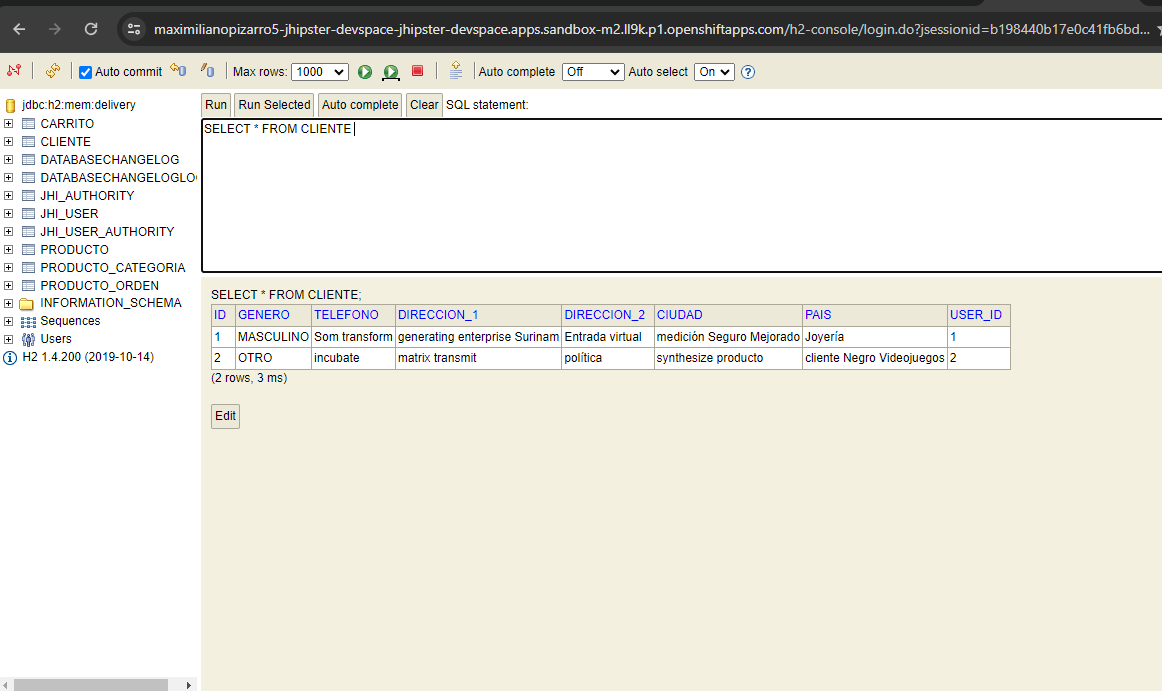 maximilianopizarro5-jhipster-devspace-jhipster-devspace.apps.sandbox-m2.ll9k.p1.openshiftapps.com/h2-console/login.do?jsessionid=b198440b17e0c41fb6bd...
Auto commit Max rows: 1000 Auto complete Off Auto select On
jdbc:h2:mem:delivery
CARRITO
CLIENTE
DATABASECHANGELOG
DATABASECHANGELOGLO
JHI_AUTHORITY
JHI_USER
JHI_USER_AUTHORITY
PRODUCTO
PRODUCTO_CATEGORIA
PRODUCTO_ORDEN
INFORMATION_SCHEMA
Sequences
Users
H2 1.4.200 (2019-10-14)
Run Run Selected Auto complete Clear SQL statement:
SELECT * FROM CLIENTE
SELECT * FROM CLIENTE;
ID GENERO TELEFONO DIRECCION_1 DIRECCION_2 CIUDAD PAIS USER_ID
1 MASCULINO Som transform generating enterprise Surinam Entrada virtual medición Seguro Mejorado Joyería 1
2 OTRO incubate matrix transmit política synthesize producto cliente Negro Videojuegos 2
(2 rows, 3 ms)
Edit